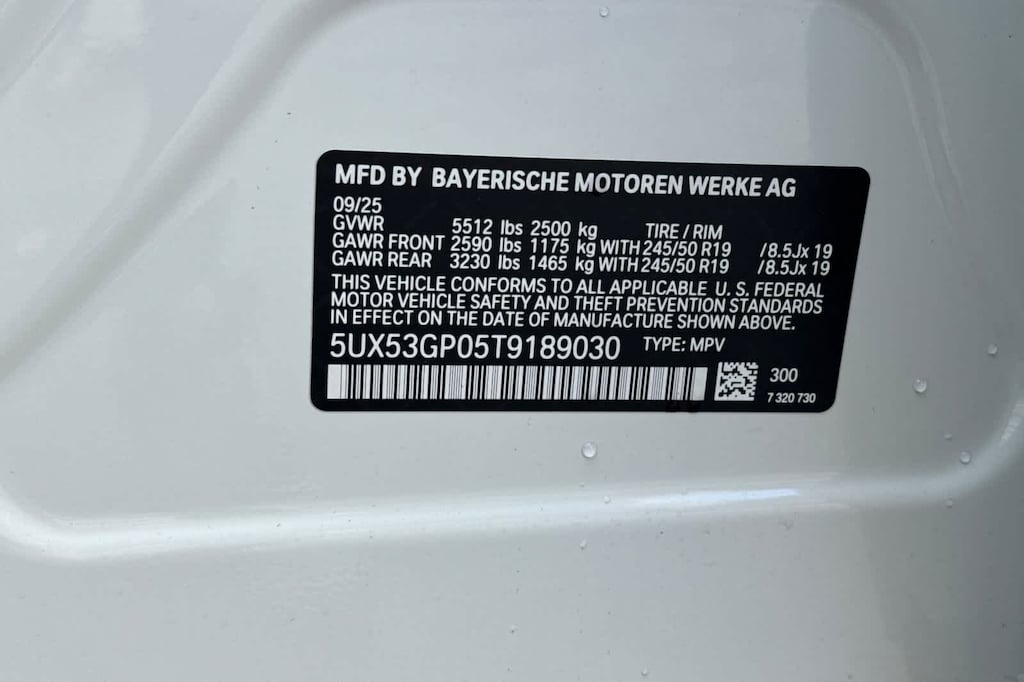 MFD BY BAYERISCHE MOTOREN WERKE AG
09/25
GVWR 5512 lbs 2500 kg TIRE / RIM
GAWR FRONT 2590 lbs 1175 kg WITH 245/50 R19 /8.5Jx 19
GAWR REAR 3230 lbs 1465 kg WITH 245/50 R19 /8.5Jx 19
THIS VEHICLE CONFORMS TO ALL APPLICABLE U. S. FEDERAL
MOTOR VEHICLE SAFETY AND THEFT PREVENTION STANDARDS
IN EFFECT ON THE DATE OF MANUFACTURE SHOWN ABOVE.
5UX53GP05T9189030 TYPE: MPV
300
7 320 730